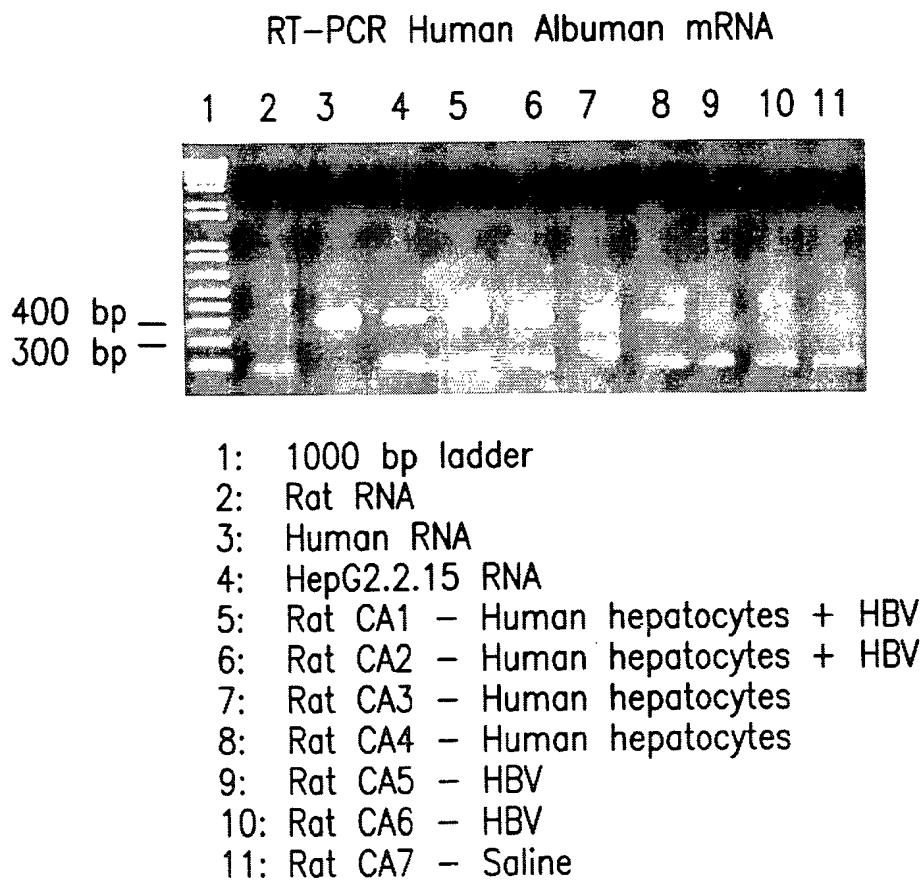 RT-PCR Human Albuman mRNA
1 2 3 4 5 6 7 8 9 10 11
400 bp
300 bp
1: 1000 bp ladder
2: Rat RNA
3: Human RNA
4: HepG2.2.15 RNA
5: Rat CA1 - Human hepatocytes + HBV
6: Rat CA2 - Human hepatocytes + HBV
7: Rat CA3 - Human hepatocytes
8: Rat CA4 - Human hepatocytes
9: Rat CA5 - HBV
10: Rat CA6 - HBV
11: Rat CA7 - Saline